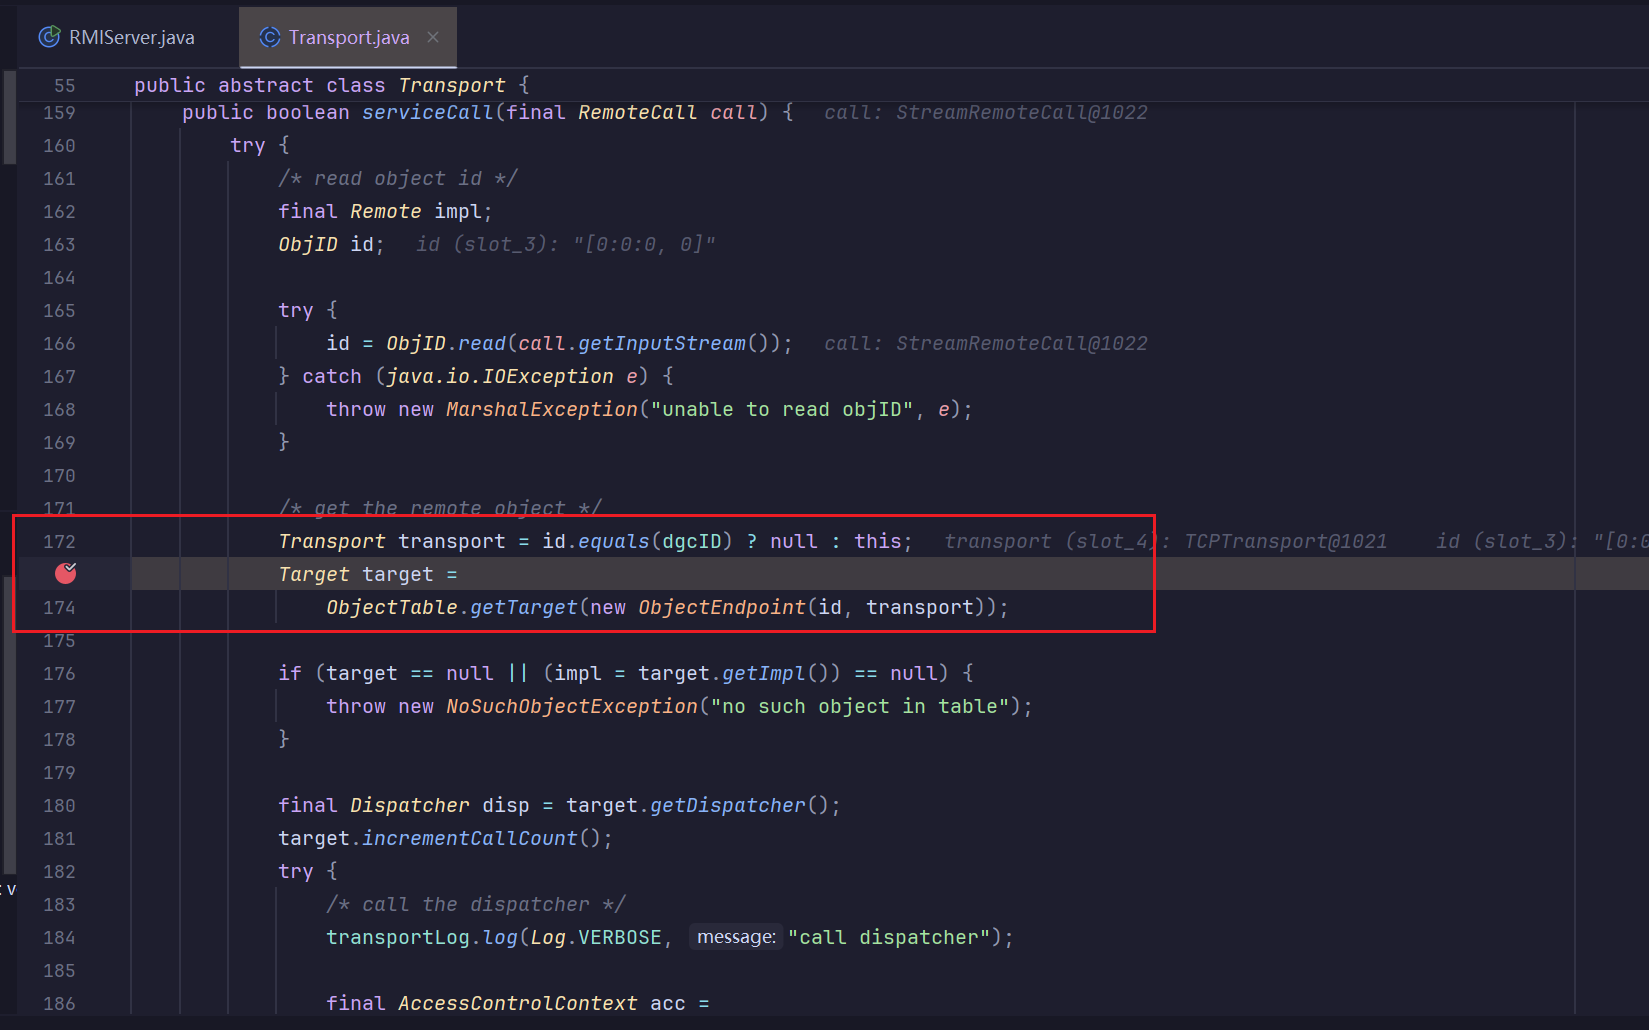 RMIServer.java Transport.java
55 public abstract class Transport {
159 public boolean serviceCall(final RemoteCall call) { call: StreamRemoteCall@1022
160 try {
161 /* read object id */
162 final Remote impl;
163 ObjID id; id (slot_3): "[0:0:0, 0]"
164
165 try {
166 id = ObjID.read(call.getInputStream()); call: StreamRemoteCall@1022
167 } catch (java.io.IOException e) {
168 throw new MarshalException("unable to read objID", e);
169 }
170
171 /* get the remote object */
172 Transport transport = id.equals(dgcID) ? null : this; transport (slot_4): TCPTransport@1021 id (slot_3): "[0:0
Target target =
174 ObjectTable.getTarget(new ObjectEndpoint(id, transport));
175
176 if (target == null || (impl = target.getImpl()) == null) {
177 throw new NoSuchObjectException("no such object in table");
178 }
179
180 final Dispatcher disp = target.getDispatcher();
181 target.incrementCallCount();
182 try {
183 /* call the dispatcher */
184 transportLog.log(Log.VERBOSE, message: "call dispatcher");
185
186 final AccessControlContext acc =